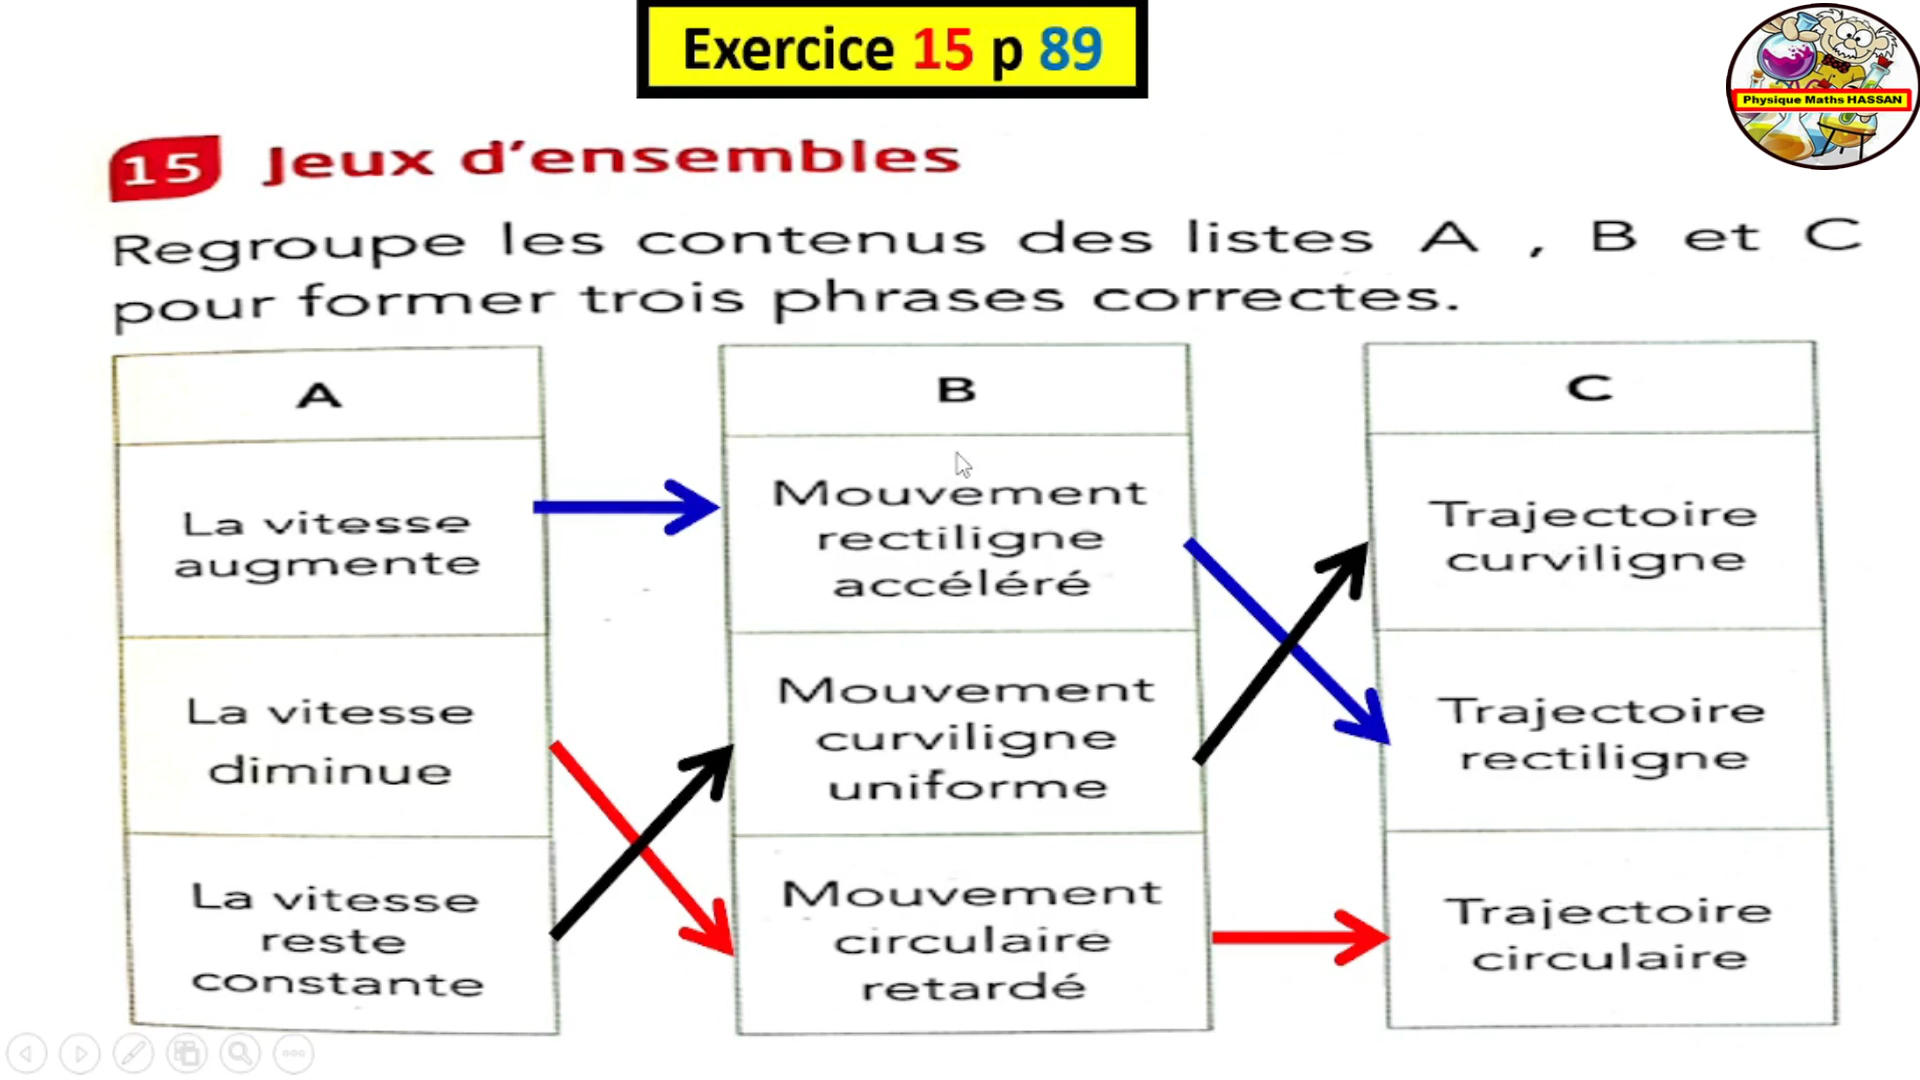 Exercice 15 p 89
Physique Maths HASSAN
15 Jeux d'ensembles
Regroupe les contenus des listes A , B et C
pour former trois phrases correctes.
A
La vitesse
augmente
La vitesse
diminue
La vitesse
reste
constante
B
Mouvement
rectiligne
accéléré
Mouvement
curviligne
uniforme
Mouvement
circulaire
retardé
C
Trajectoire
curviligne
Trajectoire
rectiligne
Trajectoire
circulaire